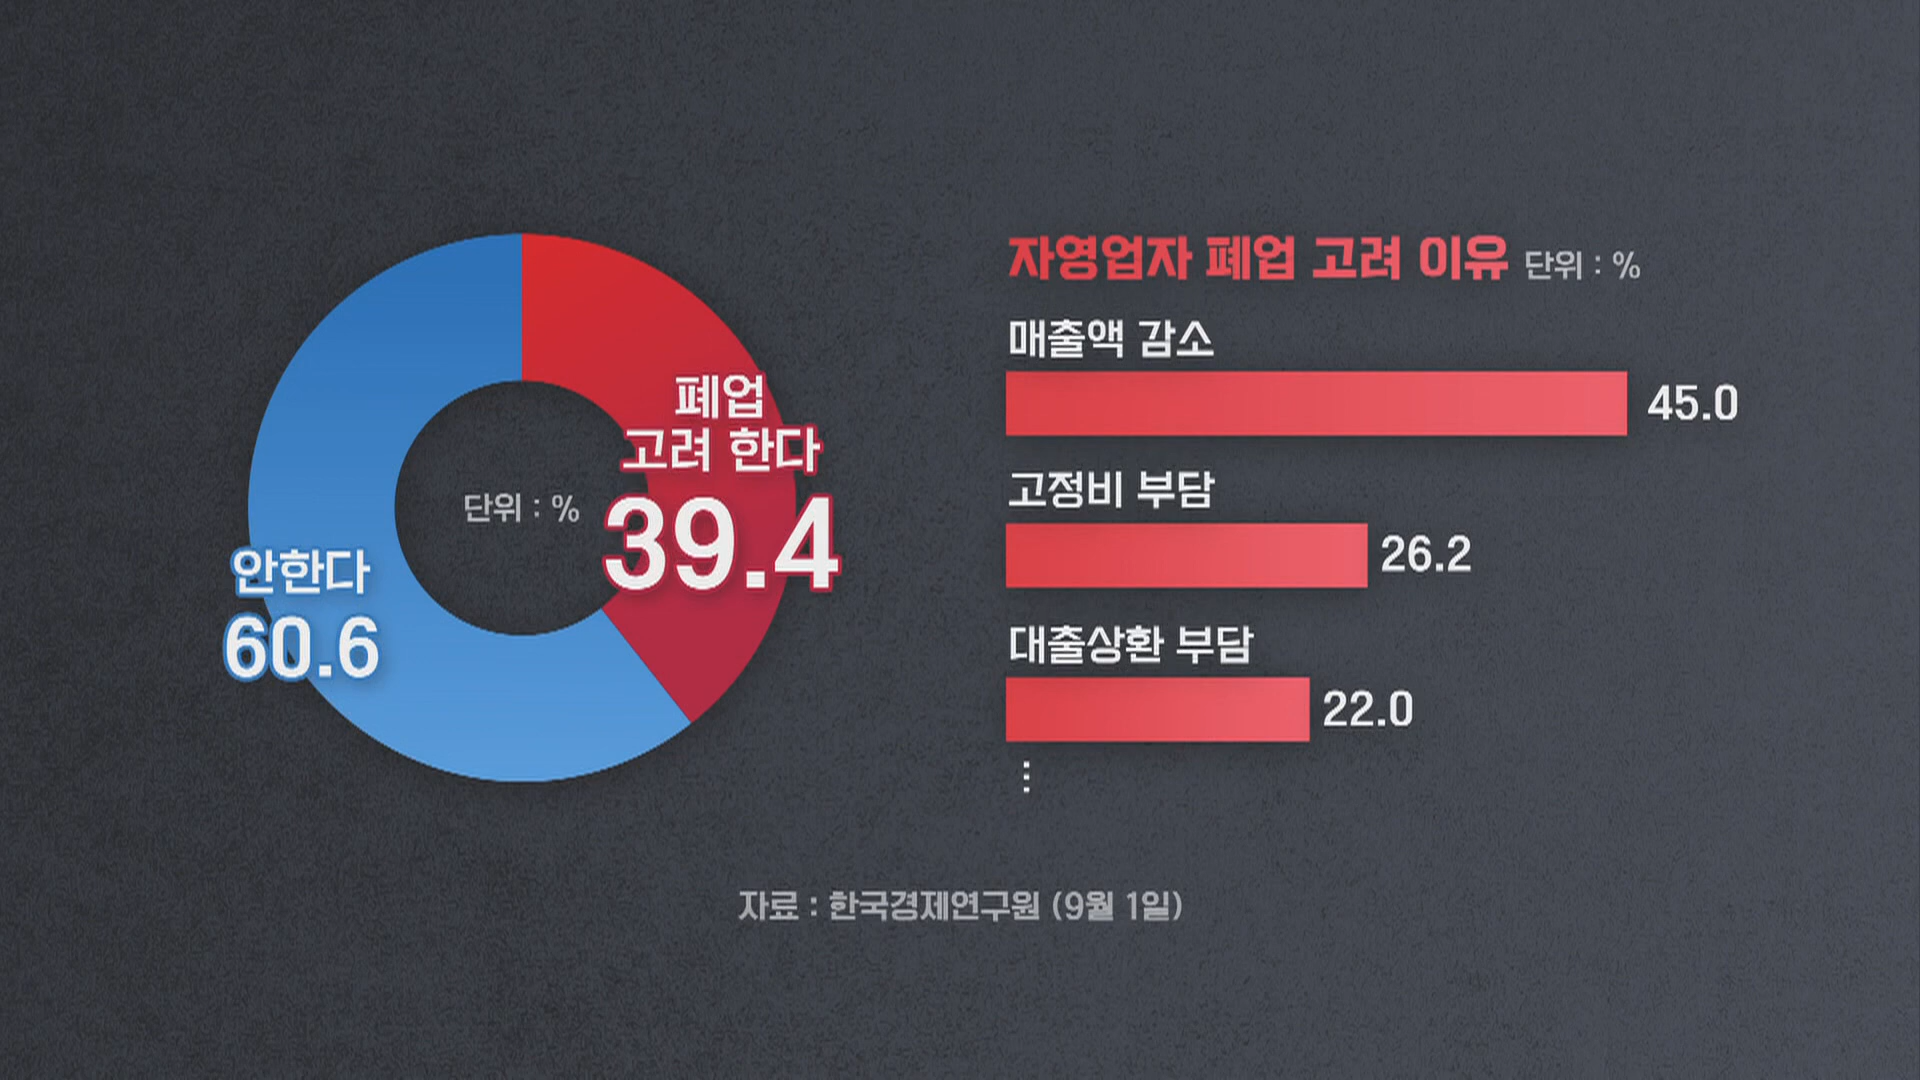 단위 : %
폐업
고려 한다
39.4
안한다
60.6
자영업자 폐업 고려 이유 단위 : %
매출액 감소
45.0
고정비 부담
26.2
대출상환 부담
22.0
⋮
자료 : 한국경제연구원 (9월 1일)